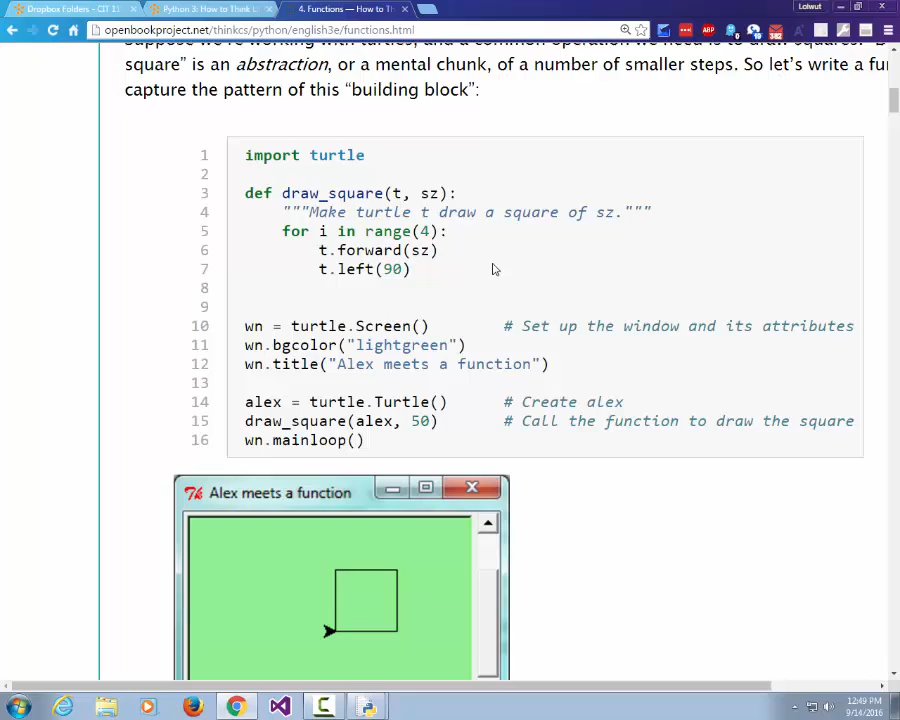 Dropbox Folders - CIT 11
Python 3: How to Think L
4. Functions — How to Th
Lolwut
openbookproject.net/thinkcs/python/english3e/functions.html
square” is an abstraction, or a mental chunk, of a number of smaller steps. So let’s write a fu
capture the pattern of this “building block”:
1 import turtle
2
3 def draw_square(t, sz):
4 """Make turtle t draw a square of sz."""
5 for i in range(4):
6 t.forward(sz)
7 t.left(90)
8
9
10 wn = turtle.Screen() # Set up the window and its attributes
11 wn.bgcolor("lightgreen")
12 wn.title("Alex meets a function")
13
14 alex = turtle.Turtle() # Create alex
15 draw_square(alex, 50) # Call the function to draw the square
16 wn.mainloop()
Alex meets a function
12:49 PM
9/14/2016